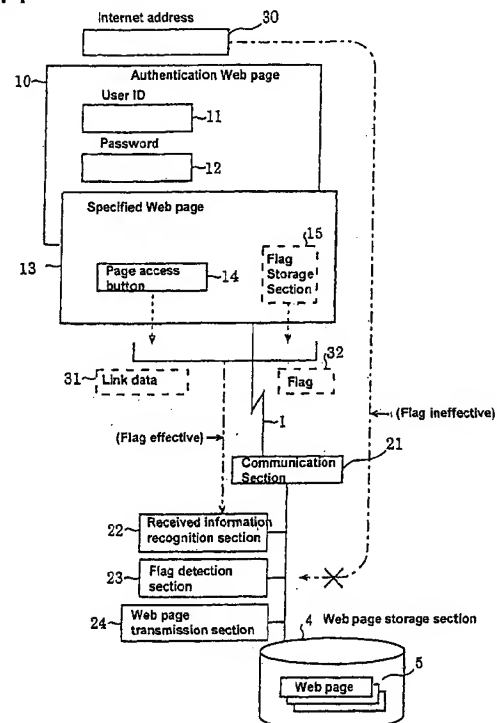 Internet address
30
10
Authentication Web page
User ID
11
Password
12
Specified Web page
13
15
Page access
button
14
Flag
Storage
Section
31
Link data
32
Flag
(Flag effective)
1
(Flag ineffective)
21
Communication
Section
22
Received information
recognition section
23
Flag detection
section
24
Web page
transmission section
4
Web page storage section
5
Web page